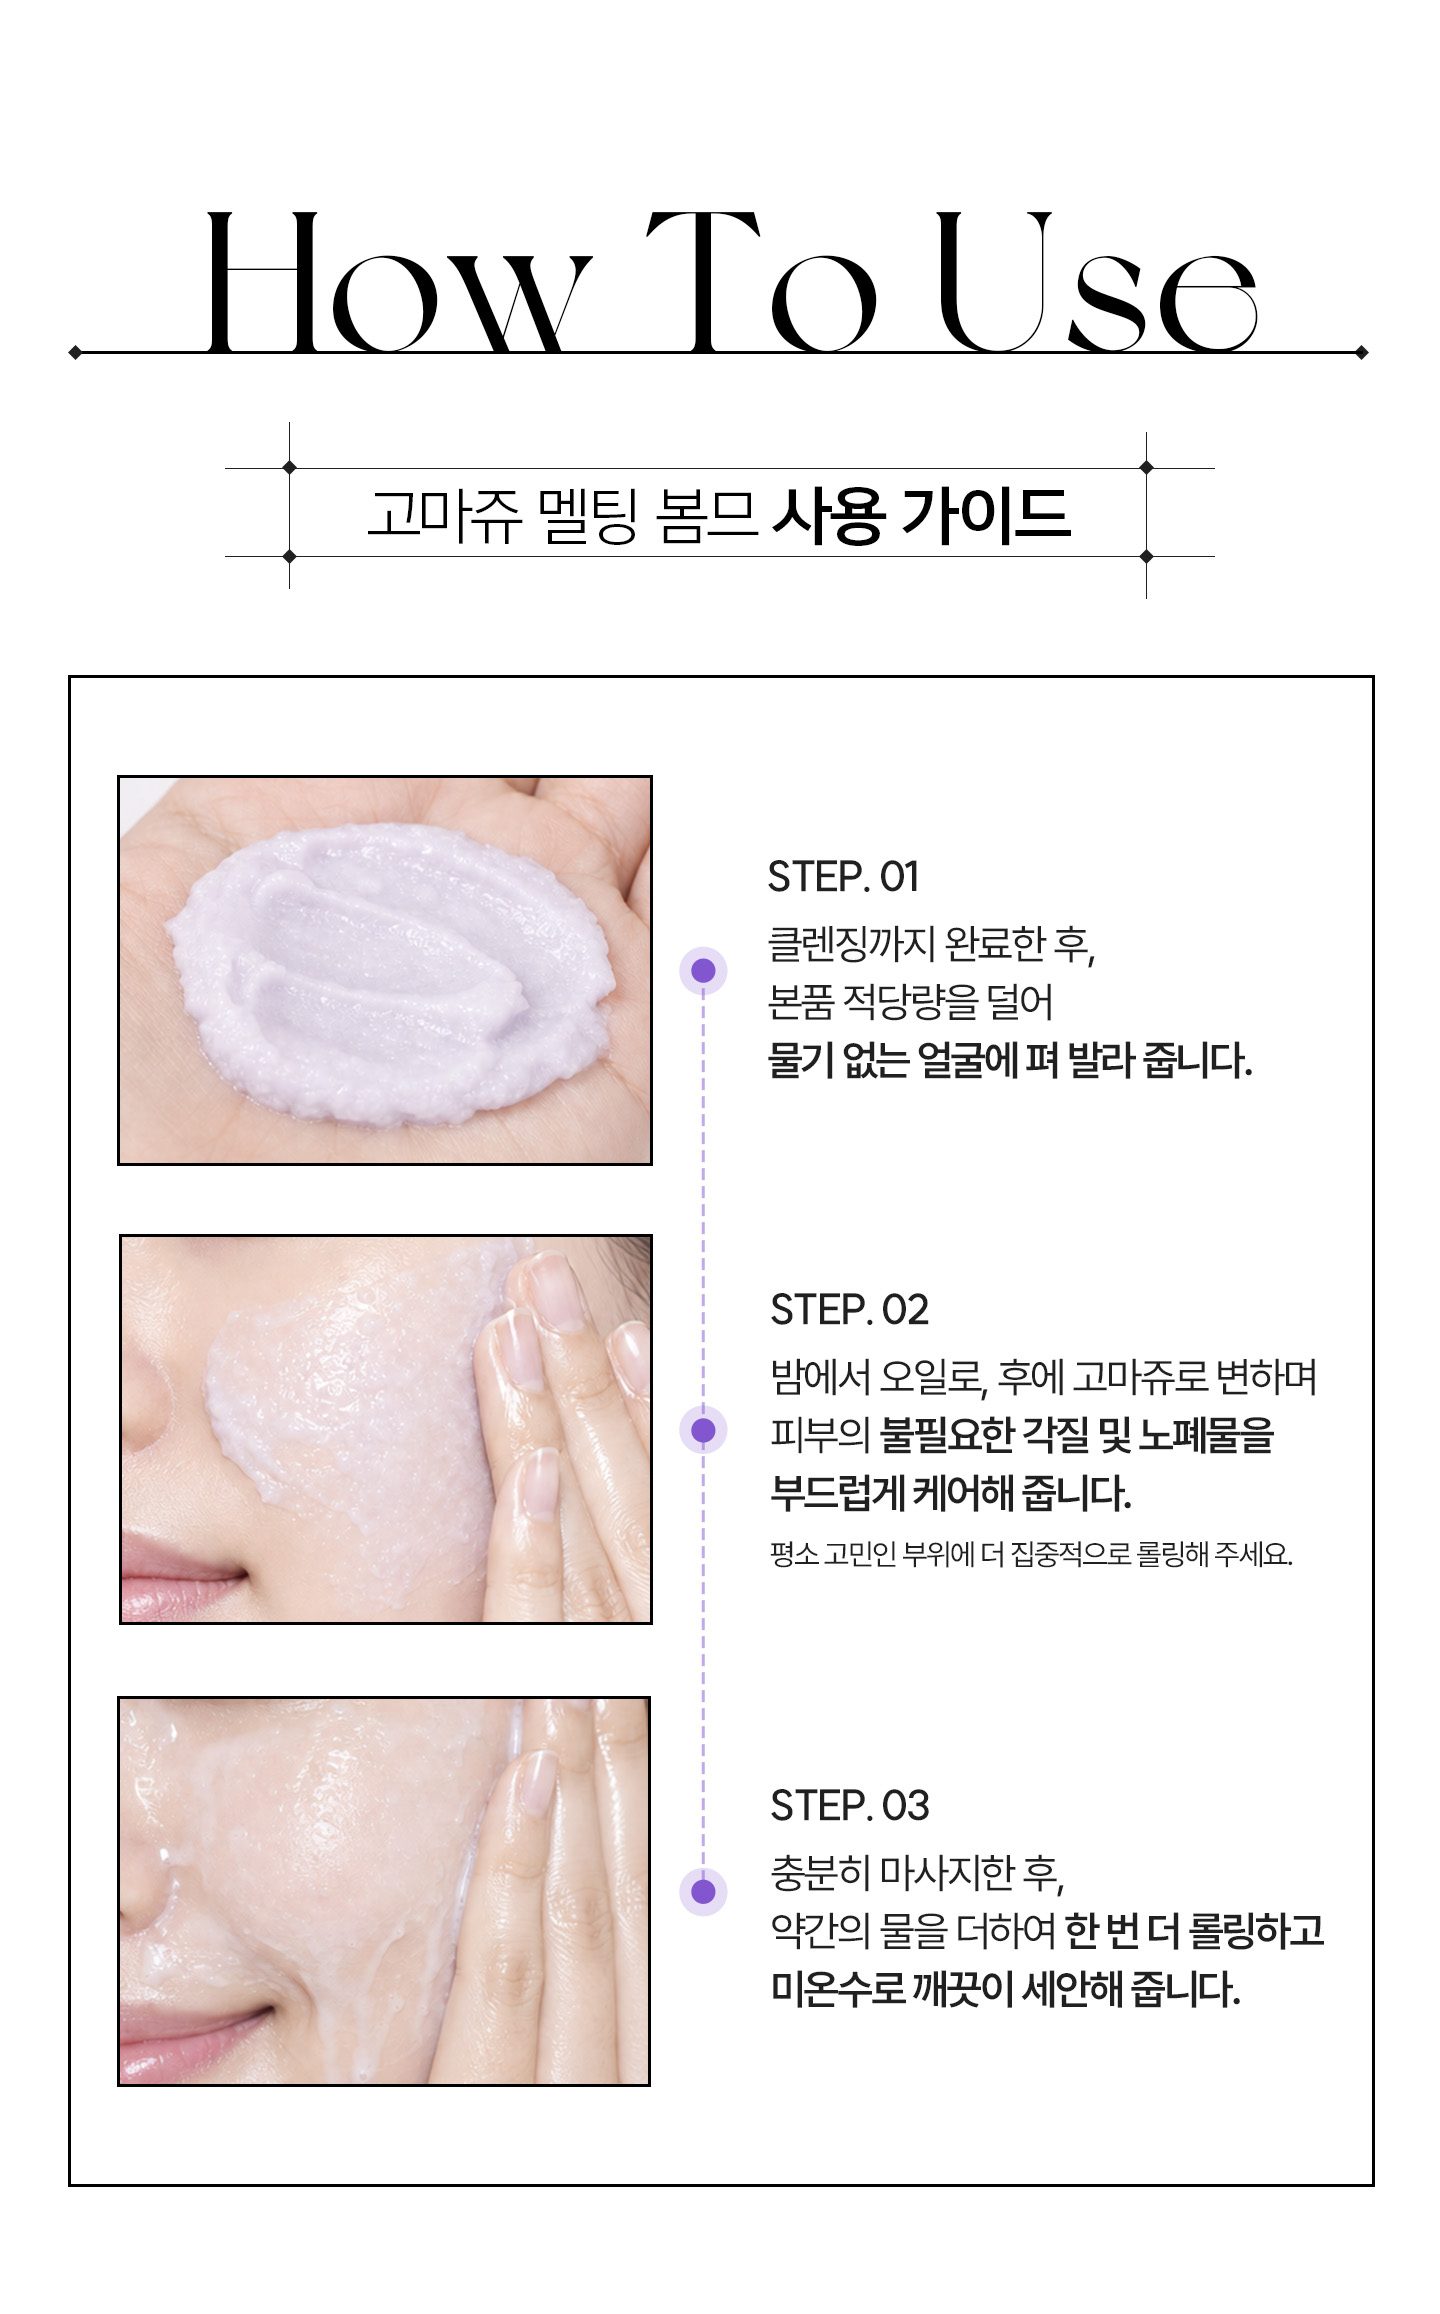 How To Use
고마쥬 멜팅 봄므 사용 가이드
STEP. 01
클렌징까지 완료한 후,
본품 적당량을 덜어
물기 없는 얼굴에 펴 발라 줍니다.
STEP. 02
밤에서 오일로, 후에 고마쥬로 변하며
피부의 불필요한 각질 및 노폐물을
부드럽게 케어해 줍니다.
평소 고민인 부위에 더 집중적으로 롤링해 주세요.
STEP. 03
충분히 마사지한 후,
약간의 물을 더하여 한 번 더 롤링하고
미온수로 깨끗이 세안해 줍니다.